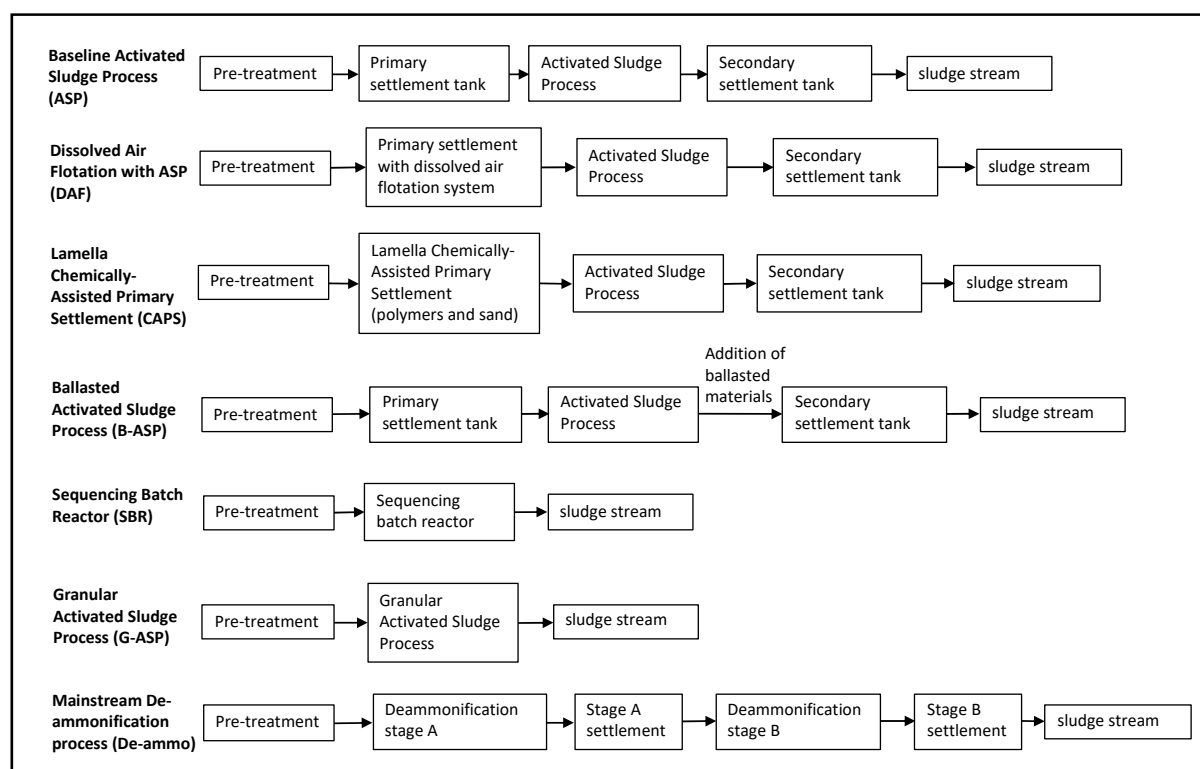 Baseline Activated
Sludge Process
(ASP)
Pre-treatment
Primary
settlement tank
Activated Sludge
Process
Secondary
settlement tank
sludge stream
Dissolved Air
Flotation with ASP
(DAF)
Pre-treatment
Primary settlement
with dissolved air
flotation system
Activated Sludge
Process
Secondary
settlement tank
sludge stream
Lamella
Chemically-
Assisted Primary
Settlement (CAPS)
Pre-treatment
Lamella Chemically-
Assisted Primary
Settlement
(polymers and sand)
Activated Sludge
Process
Secondary
settlement tank
sludge stream
Ballasted
Activated Sludge
Process (B-ASP)
Pre-treatment
Primary
settlement tank
Activated Sludge
Process
Addition of
ballasted
materials
Secondary
settlement tank
sludge stream
Sequencing Batch
Reactor (SBR)
Pre-treatment
Sequencing
batch reactor
sludge stream
Granular
Activated Sludge
Process (G-ASP)
Pre-treatment
Granular
Activated Sludge
Process
sludge stream
Mainstream De-
ammonification
process (De-ammo)
Pre-treatment
Deammonification
stage A
Stage A
settlement
Deammonification
stage B
Stage B
settlement
sludge stream